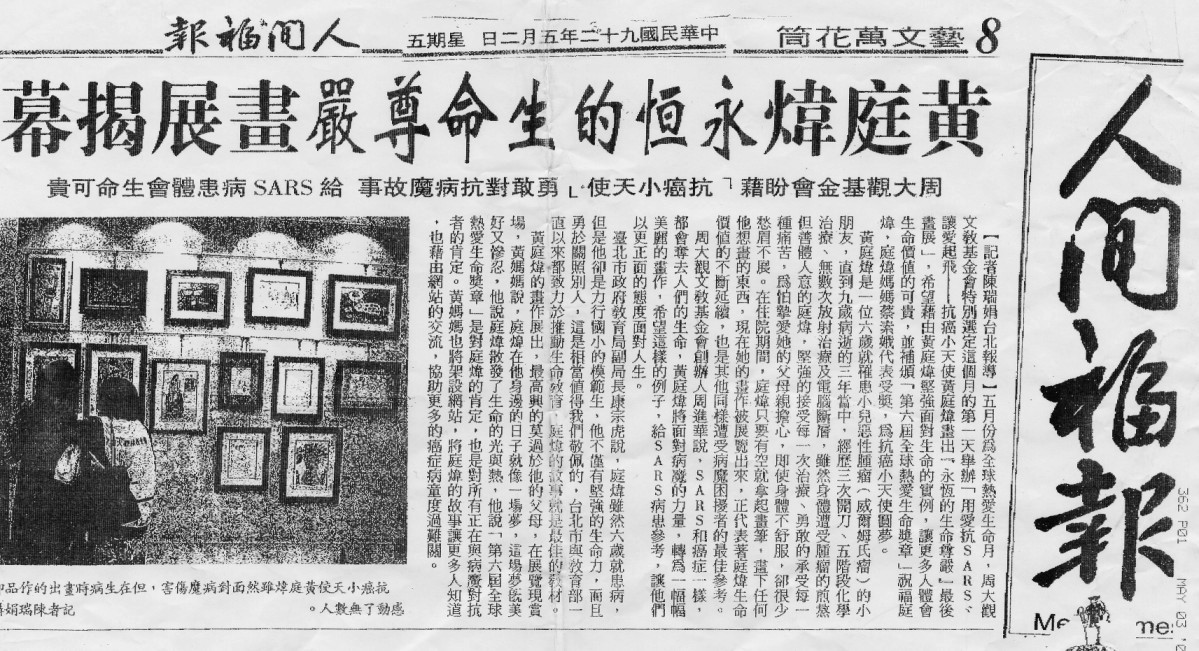 8 藝文萬花筒
中華民國九十二年五月二日 星期五
人間福報
人間福報
黃庭煒永恒的生命尊嚴畫展揭幕
周大觀基金會盼藉「抗癌小天使」勇敢對抗病魔故事 給SARS病患體會生命可貴
【記者陳瑞娟台北報導】五月份為全球熱愛生命月，周大觀
文教基金會特別選定這個月的第一天舉辦「用愛抗SARS、
讓愛起飛——抗癌小天使黃庭煒畫出『永恆的生命尊嚴』最後
畫展」，希望藉由黃庭煒堅強面對生命的實例，讓更多人體會
生命價值的可貴，並補頒「第六屆全球熱愛生命獎章」祝福庭
煒，庭煒媽媽蔡素娥代表受獎，為抗癌小天使圓夢。
黃庭煒是一位六歲就罹患小兒惡性腫瘤（威爾姆氏瘤）的小
朋友，直到九歲病逝的三年當中，經歷三次開刀、五階段化學
治療、無數次放射治療及電腦斷層，雖然身體遭受腫瘤的煎熬
但善體人意的庭煒，堅強的接受每一次治療、勇敢的承受每一
種痛苦，為怕摯愛她的父母親擔心，即使身體不舒服，卻很少
愁眉不展。在住院期間，庭煒只要有空就拿起畫筆，畫下任何
他想畫的東西，現在她的畫作被展覽出來，正代表著庭煒生命
價值的不斷延續，也是其他同樣遭受病魔困擾者的最佳參考。
周大觀文教基金會創辦人周進華說，SARS和癌症一樣，
都會奪去人們的生命，黃庭煒將面對病魔的力量，轉為一幅幅
美麗的畫作，希望這樣的例子，給SARS病患參考，讓他們
以更正面的態度面對人生。
臺北市政府教育局副局長康宗虎說，庭煒雖然六歲就患病，
但是他卻是力行國小的模範生，他不僅有堅強的生命力，而且
勇於關照別人，這是相當值得我們敬佩的，台北市與教育部一
直以來都致力於推動生命教育，庭煒的故事就是最佳的教材。
黃庭煒的畫作展出，最高興的莫過於他的父母，在展覽現賞
場，黃媽媽說，庭煒在他身邊的日子就像一場夢，這場夢既美
好又慘忍，他說庭煒散發了生命的光與熱，他說「第六屆全球
熱愛生命獎章」是對庭煒的肯定，也是對所有正在與病魔對抗
者的肯定。黃媽媽也將架設網站，將庭煒的故事讓更多人知道
，也藉由網站的交流，協助更多的癌症病童度過難關。
抗癌小天使黃庭煒雖然面對病魔傷害，但在生病時畫出的作品
感動了無數人。
記者陳瑞娟
362 P01
MAY 03